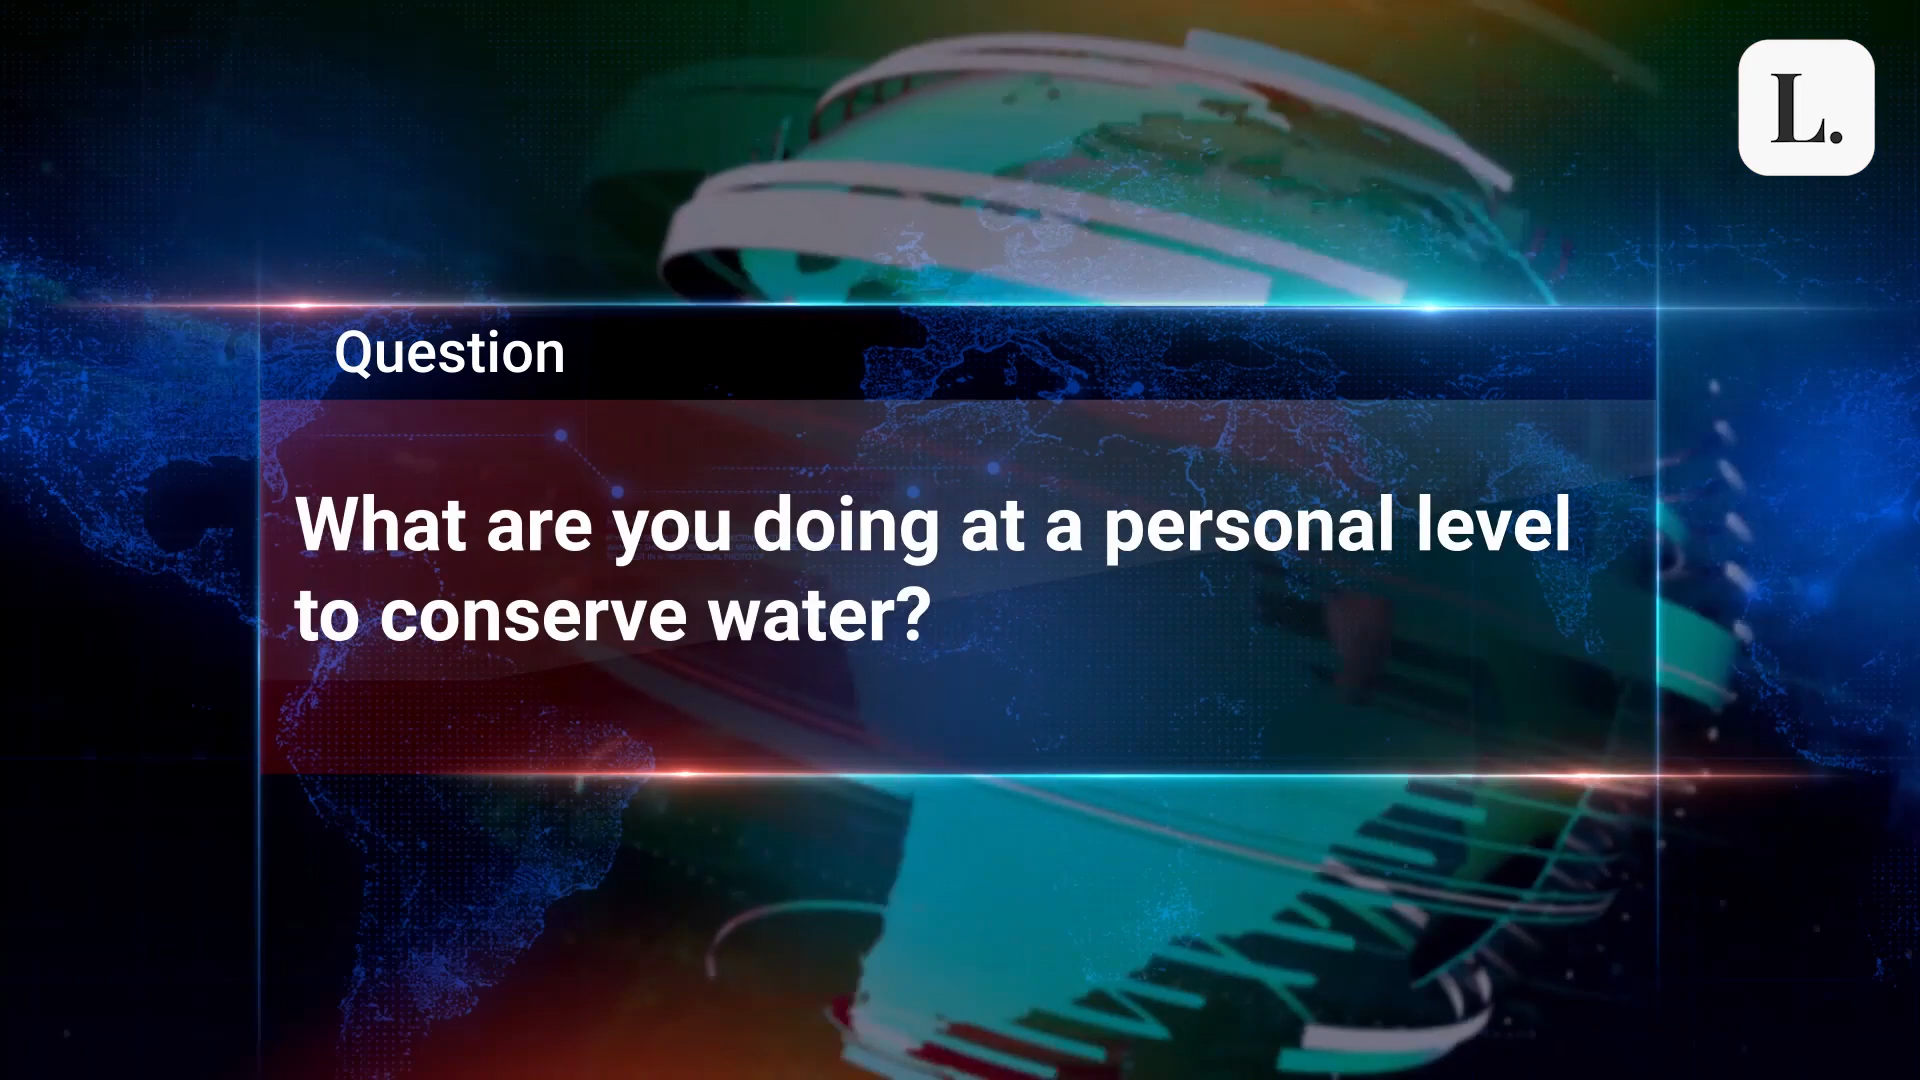 L.
Question
What are you doing at a personal level
to conserve water?